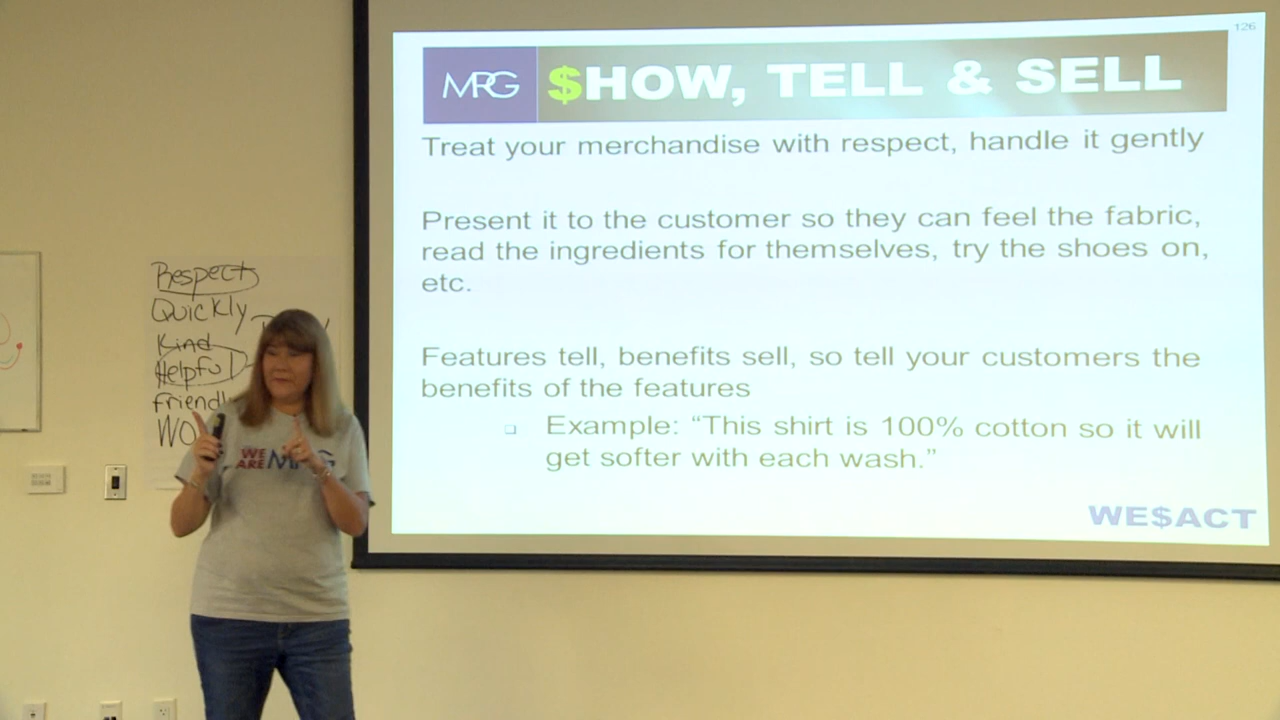 126
MRG
$HOW, TELL & SELL
Treat your merchandise with respect, handle it gently
Present it to the customer so they can feel the fabric,
read the ingredients for themselves, try the shoes on,
etc.
Features tell, benefits sell, so tell your customers the
benefits of the features
Example: “This shirt is 100% cotton so it will
get softer with each wash.”
WE$ACT
Respect
Quickly
Kind
Helpful
WE
ARE